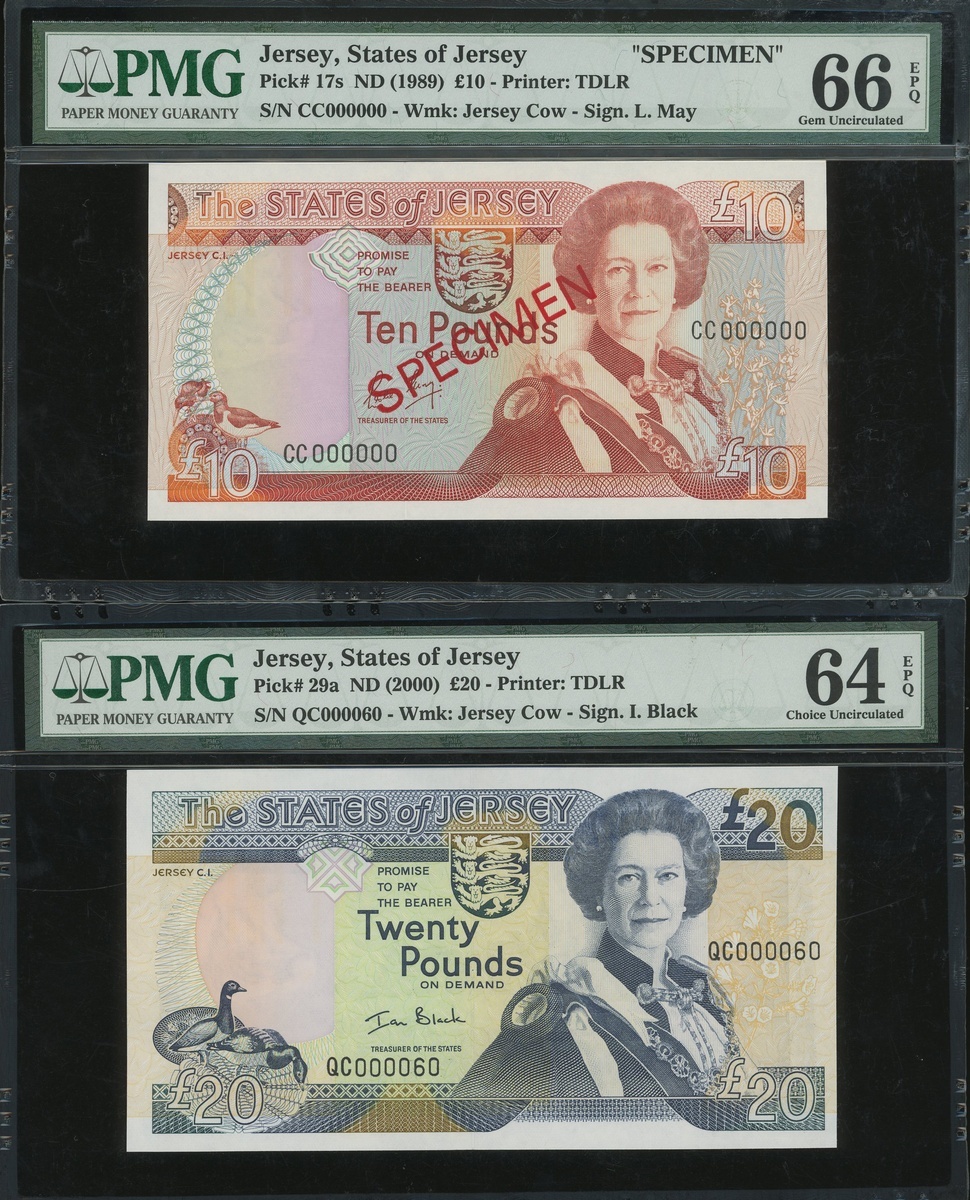 PMG
PAPER MONEY GUARANTY
Jersey, States of Jersey "SPECIMEN"
Pick# 17s ND (1989) £10 - Printer: TDLR
S/N CC000000 - Wmk: Jersey Cow - Sign. L. May
66 EPQ
Gem Uncirculated
The STATES of JERSEY
£10
JERSEY C.I.
PROMISE
TO PAY
THE BEARER
Ten Pounds
ON DEMAND
SPECIMEN
CC000000
TREASURER OF THE STATES
CC000000
£10
£10
PMG
PAPER MONEY GUARANTY
Jersey, States of Jersey
Pick# 29a ND (2000) £20 - Printer: TDLR
S/N QC000060 - Wmk: Jersey Cow - Sign. I. Black
64 EPQ
Choice Uncirculated
The STATES of JERSEY
£20
JERSEY C.I.
PROMISE
TO PAY
THE BEARER
Twenty
Pounds
ON DEMAND
QC000060
Ian Black
TREASURER OF THE STATES
QC000060
£20
£20